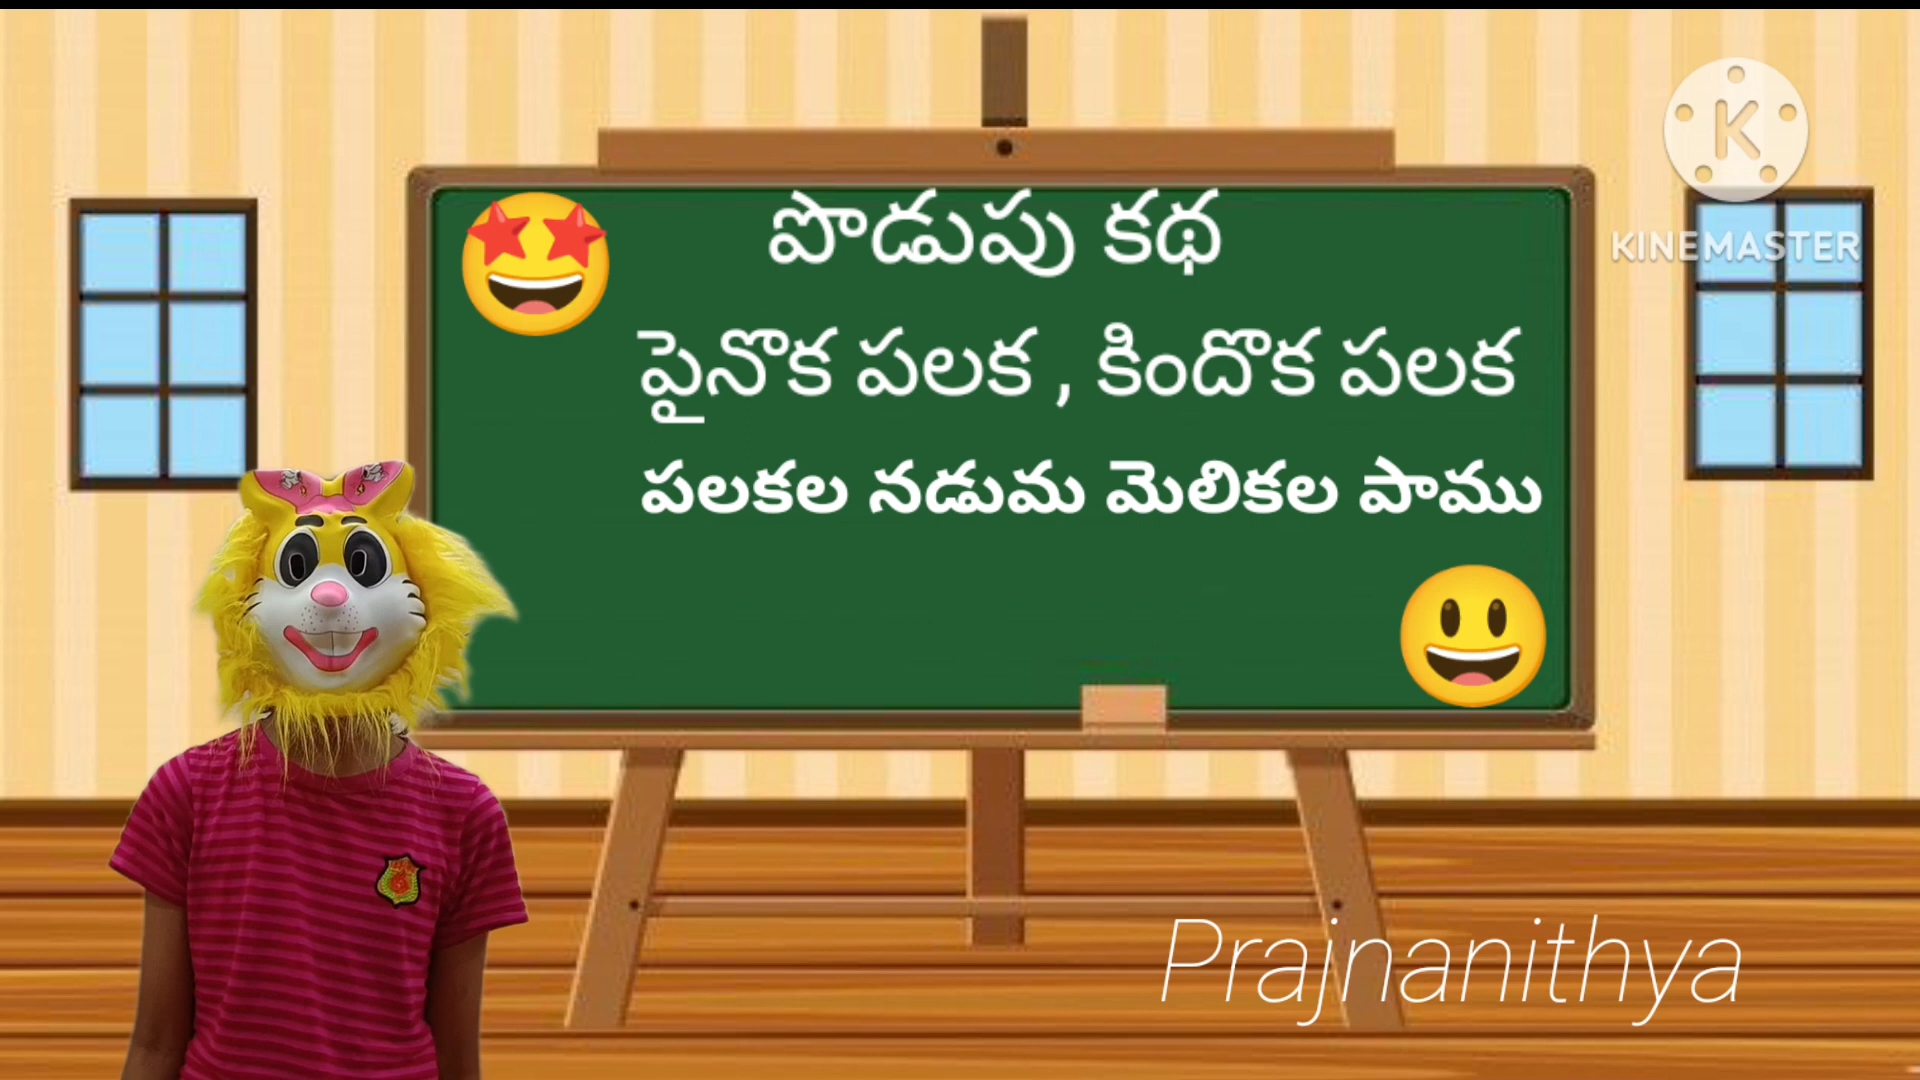 పొడుపు కథ
పైనొక పలక , కిందొక పలక
పలకల నడుమ మెలికల పాము
K
KINEMASTER
Prajnanithya